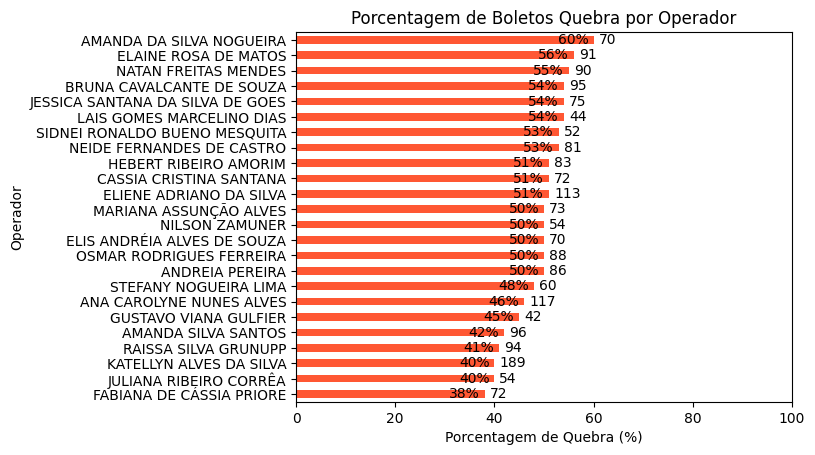 Porcentagem de Boletos Quebra por Operador
AMANDA DA SILVA NOGUEIRA 60% 70
ELAINE ROSA DE MATOS 56% 91
NATAN FREITAS MENDES 55% 90
BRUNA CAVALCANTE DE SOUZA 54% 95
JESSICA SANTANA DA SILVA DE GOES 54% 75
LAIS GOMES MARCELINO DIAS 54% 44
SIDNEI RONALDO BUENO MESQUITA 53% 52
NEIDE FERNANDES DE CASTRO 53% 81
HEBERT RIBEIRO AMORIM 51% 83
CASSIA CRISTINA SANTANA 51% 72
ELIENE ADRIANO DA SILVA 51% 113
MARIANA ASSUNÇÃO ALVES 50% 73
NILSON ZAMUNER 50% 54
ELIS ANDRÉIA ALVES DE SOUZA 50% 70
OSMAR RODRIGUES FERREIRA 50% 88
ANDREIA PEREIRA 50% 86
STEFANY NOGUEIRA LIMA 48% 60
ANA CAROLYNE NUNES ALVES 46% 117
GUSTAVO VIANA GULFIER 45% 42
AMANDA SILVA SANTOS 42% 96
RAISSA SILVA GRUNUPP 41% 94
KATELLYN ALVES DA SILVA 40% 189
JULIANA RIBEIRO CORRÊA 40% 54
FABIANA DE CÁSSIA PRIORE 38% 72
Operador
0 20 40 60 80 100
Porcentagem de Quebra (%)